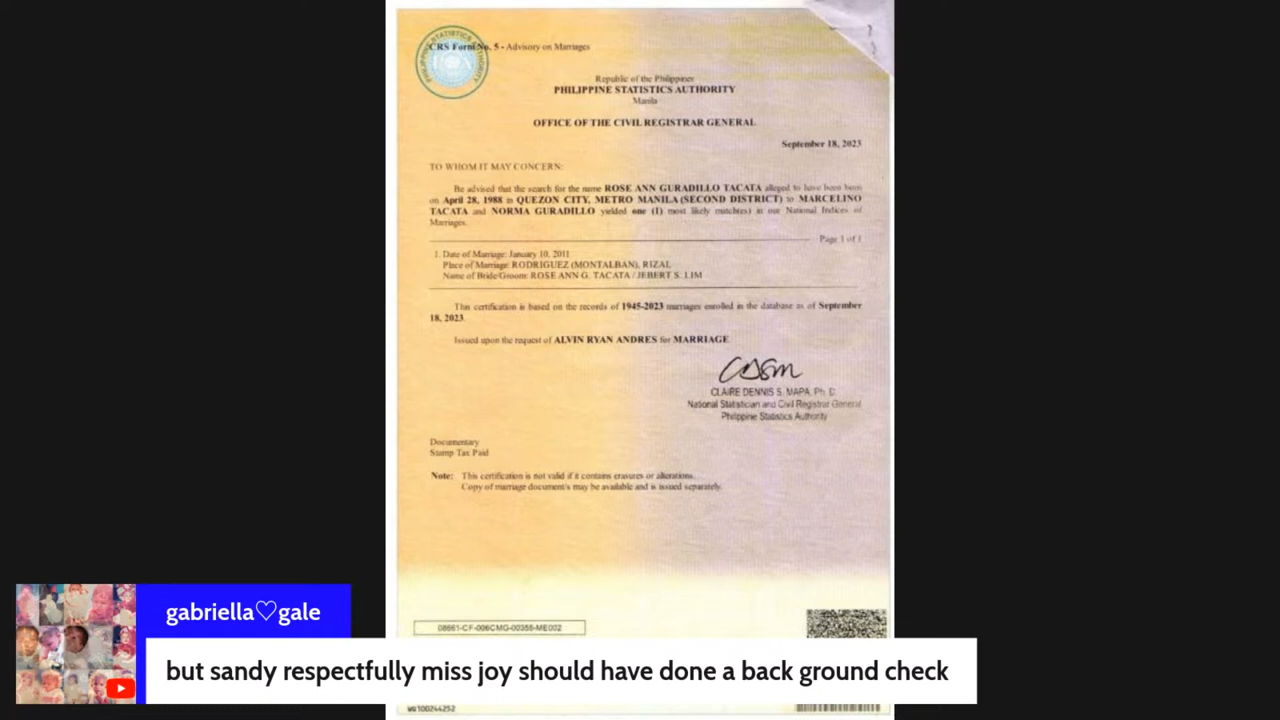 CRS Form No. 5 - Advisory on Marriages
Republic of the Philippines
PHILIPPINE STATISTICS AUTHORITY
Manila
OFFICE OF THE CIVIL REGISTRAR GENERAL
September 18, 2023
TO WHOM IT MAY CONCERN:
Be advised that the search for the name ROSE ANN GURADILLO TACATA alleged to have been born
on April 28, 1988 in QUEZON CITY, METRO MANILA (SECOND DISTRICT) to MARCELINO
TACATA and NORMA GURADILLO yielded one (1) most likely match(es) in our National Indices of
Marriages.
Page 1 of 1
1. Date of Marriage: January 10, 2011
Place of Marriage: RODRIGUEZ (MONTALBAN), RIZAL
Name of Bride/Groom: ROSE ANN G. TACATA / JEBERT S. LIM
This certification is based on the records of 1945-2023 marriages enrolled in the database as of September
18, 2023.
Issued upon the request of ALVIN RYAN ANDRES for MARRIAGE.
CLAIRE DENNIS S. MAPA, Ph. D.
National Statistician and Civil Registrar General
Philippine Statistics Authority
Documentary
Stamp Tax Paid
Note: This certification is not valid if it contains erasures or alterations.
Copy of marriage document/s may be available and is issued separately.
08661-CF-006CMG-00355-ME002
gabriella♡gale
but sandy respectfully miss joy should have done a back ground check